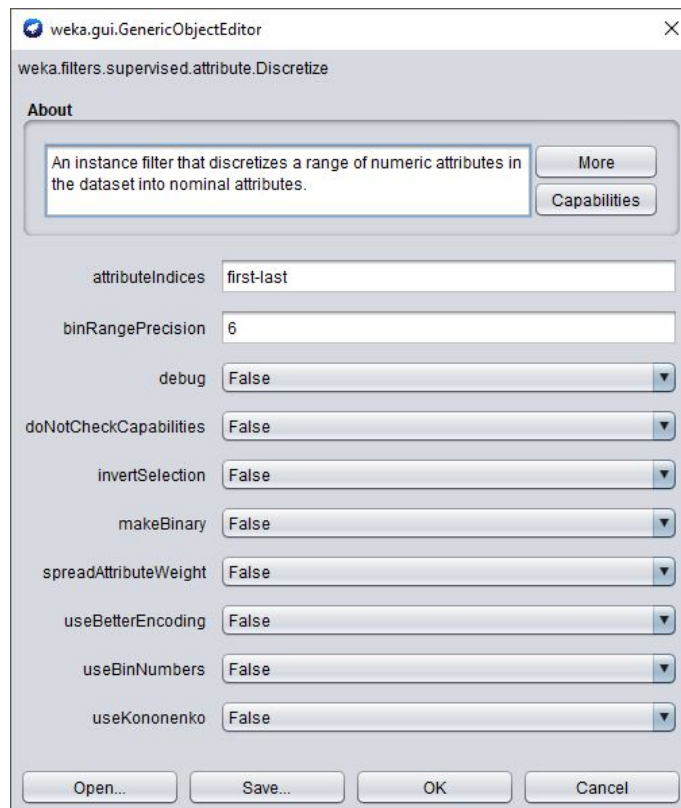 weka.gui.GenericObjectEditor
weka.filters.supervised.attribute.Discretize
About
An instance filter that discretizes a range of numeric attributes in
the dataset into nominal attributes.
More
Capabilities
attributeIndices first-last
binRangePrecision 6
debug False
doNotCheckCapabilities False
invertSelection False
makeBinary False
spreadAttributeWeight False
useBetterEncoding False
useBinNumbers False
useKononenko False
Open... Save... OK Cancel